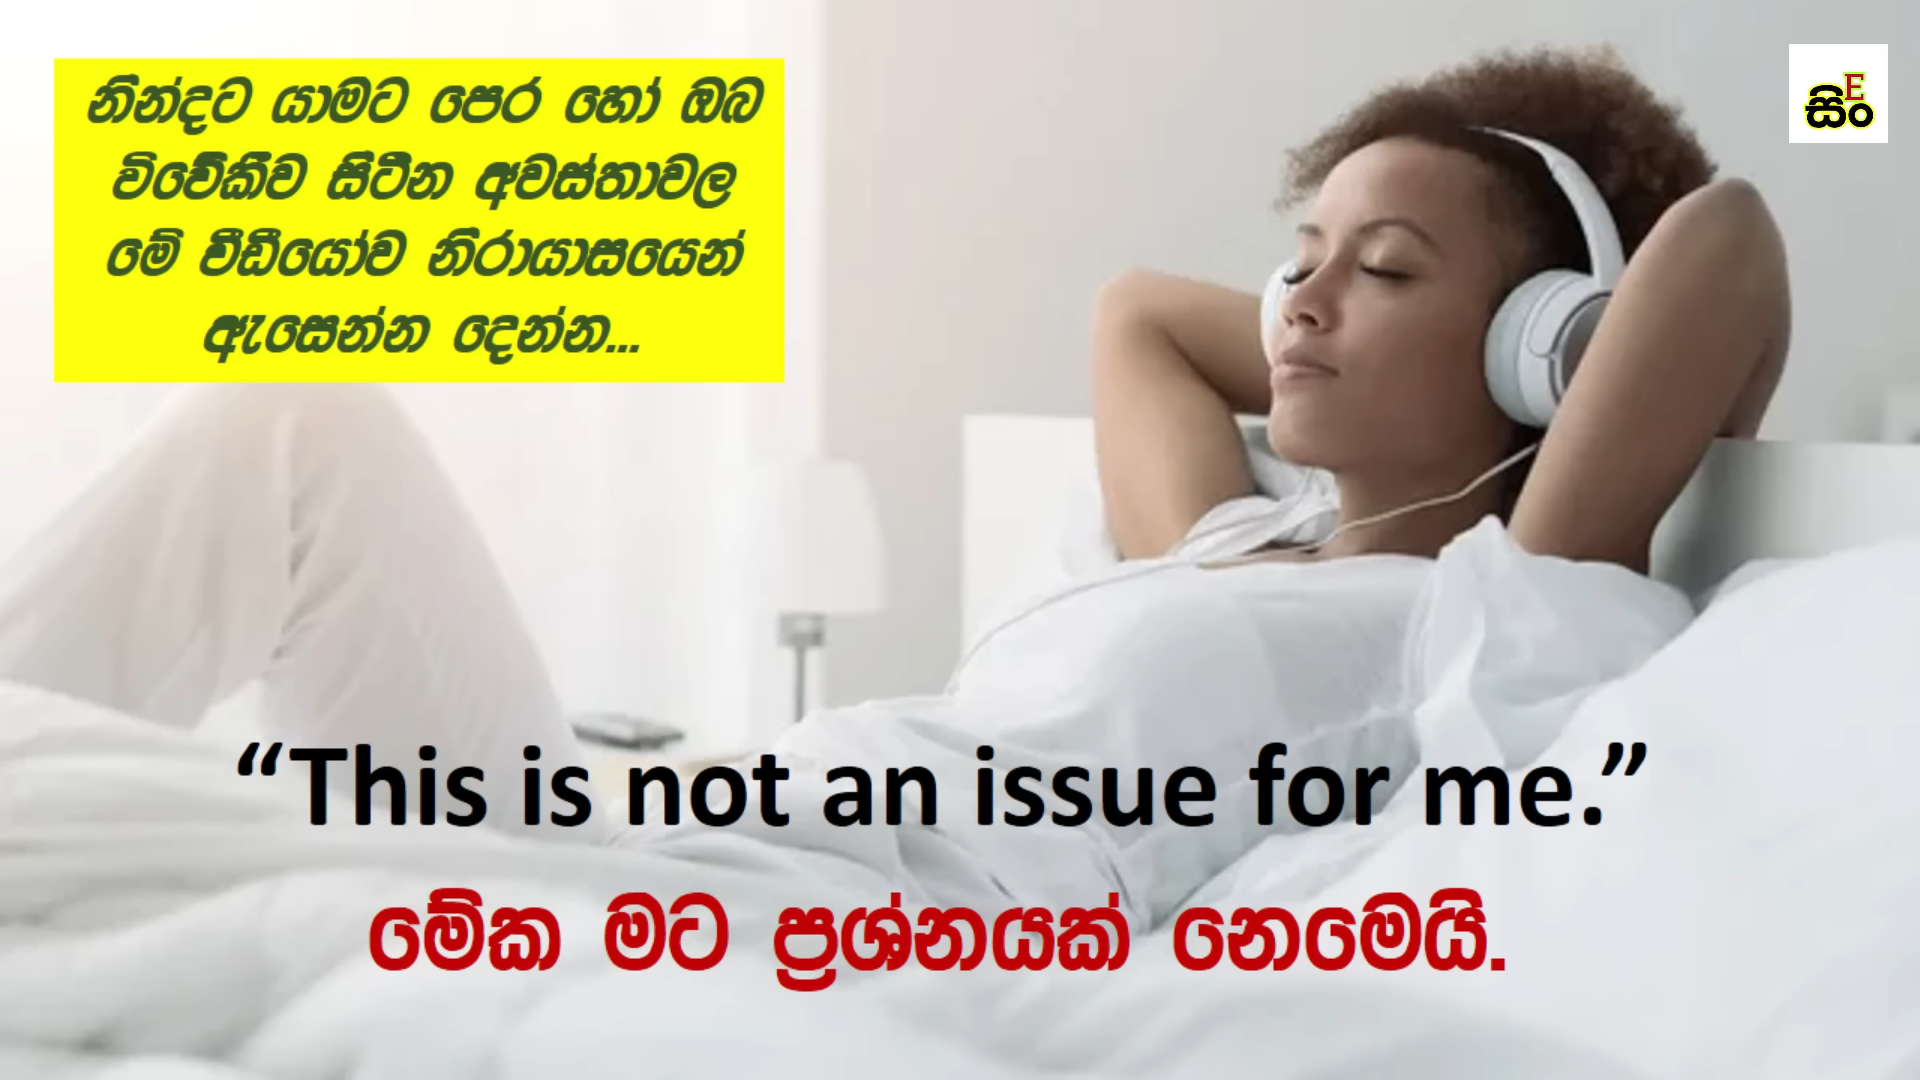 නින්දට යාමට පෙර හෝ ඔබ
විවේකීව සිටින අවස්තාවල
මේ වීඩීයෝව නිරායාසයෙන්
ඇසෙන්න දෙන්න...
සිංE
“This is not an issue for me.”
මේක මට ප්‍රශ්නයක් නෙමෙයි.